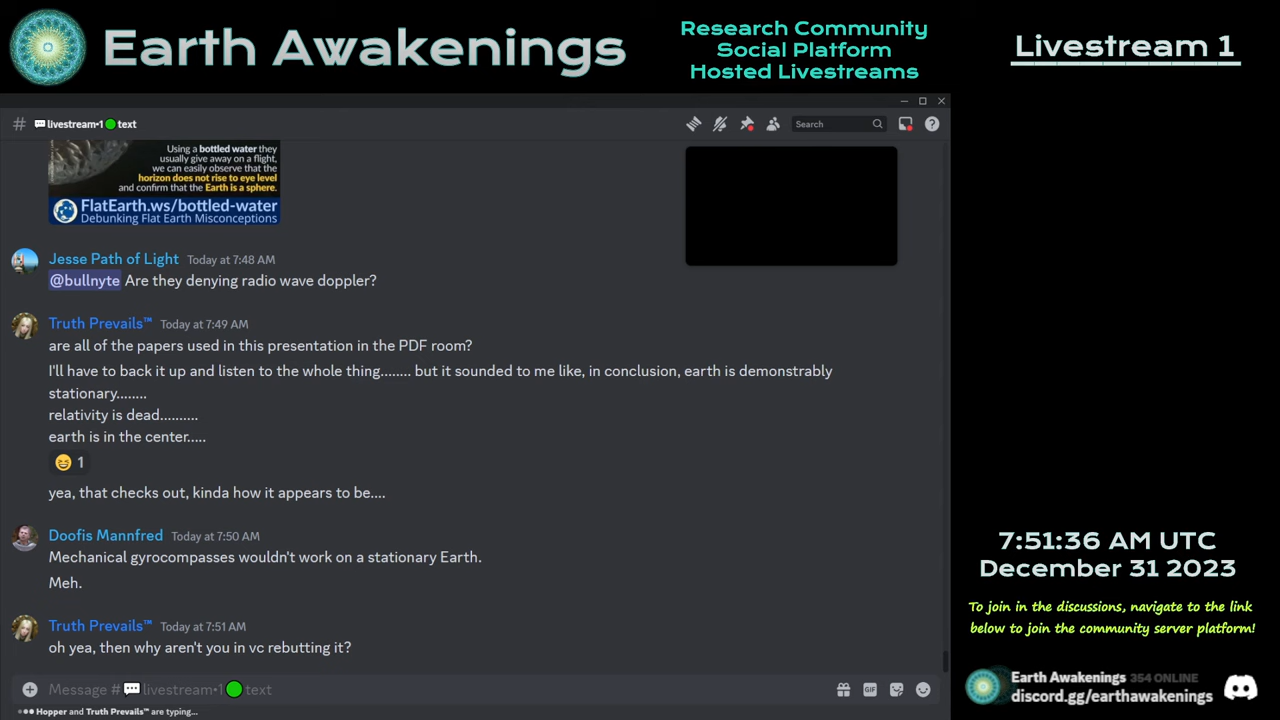 Earth Awakenings
Research Community
Social Platform
Hosted Livestreams
Livestream 1
# livestream•1 text
Search
Using a bottled water they
usually give away on a flight,
we can easily observe that the
horizon does not rise to eye level
and confirm that the Earth is a sphere.
FlatEarth.ws/bottled-water
Debunking Flat Earth Misconceptions
Jesse Path of Light Today at 7:48 AM
@bullnyte Are they denying radio wave doppler?
Truth Prevails™ Today at 7:49 AM
are all of the papers used in this presentation in the PDF room?
I'll have to back it up and listen to the whole thing........ but it sounded to me like, in conclusion, earth is demonstrably
stationary........
relativity is dead..........
earth is in the center.....
1
yea, that checks out, kinda how it appears to be....
Doofis Mannfred Today at 7:50 AM
Mechanical gyrocompasses wouldn't work on a stationary Earth.
Meh.
Truth Prevails™ Today at 7:51 AM
oh yea, then why aren't you in vc rebutting it?
Message # livestream•1 text
GIF
Hopper and Truth Prevails™ are typing...
7:51:36 AM UTC
December 31 2023
To join in the discussions, navigate to the link
below to join the community server platform!
Earth Awakenings 354 ONLINE
discord.gg/earthawakenings